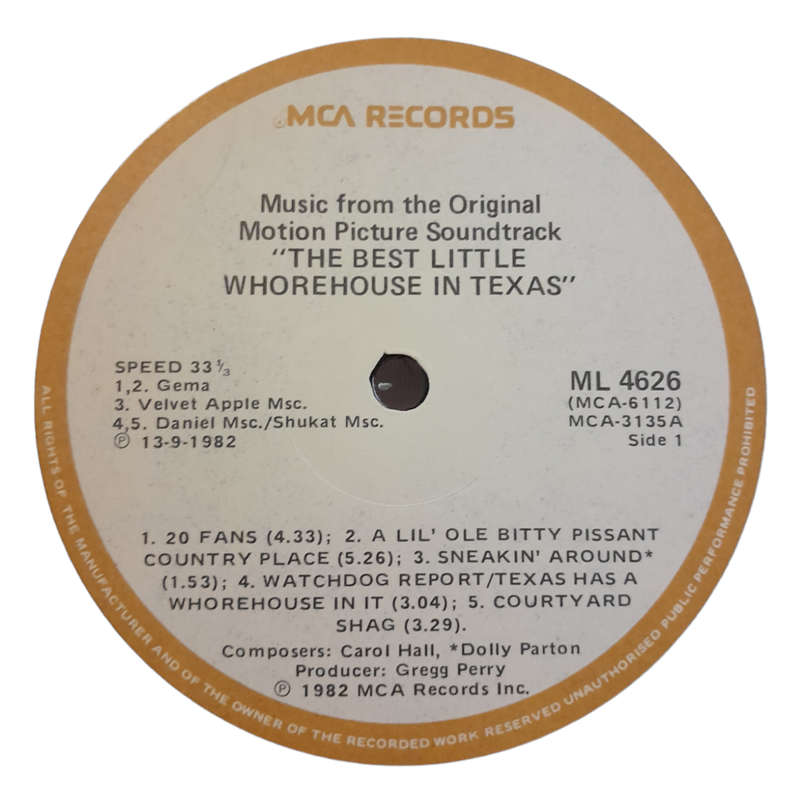 MCA RECORDS
Music from the Original
Motion Picture Soundtrack
"THE BEST LITTLE
WHOREHOUSE IN TEXAS"
SPEED 33⅓
1,2. Gema
3. Velvet Apple Msc.
4,5. Daniel Msc./Shukat Msc.
Ⓟ 13-9-1982
ML 4626
(MCA-6112)
MCA-3135A
Side 1
1. 20 FANS (4.33); 2. A LIL' OLE BITTY PISSANT
COUNTRY PLACE (5.26); 3. SNEAKIN' AROUND*
(1.53); 4. WATCHDOG REPORT/TEXAS HAS A
WHOREHOUSE IN IT (3.04); 5. COURTYARD
SHAG (3.29).
Composers: Carol Hall, *Dolly Parton
Producer: Gregg Perry
Ⓟ 1982 MCA Records Inc.
ALL RIGHTS OF THE MANUFACTURER AND OF THE OWNER OF THE RECORDED WORK RESERVED UNAUTHORISED PUBLIC PERFORMANCE PROHIBITED